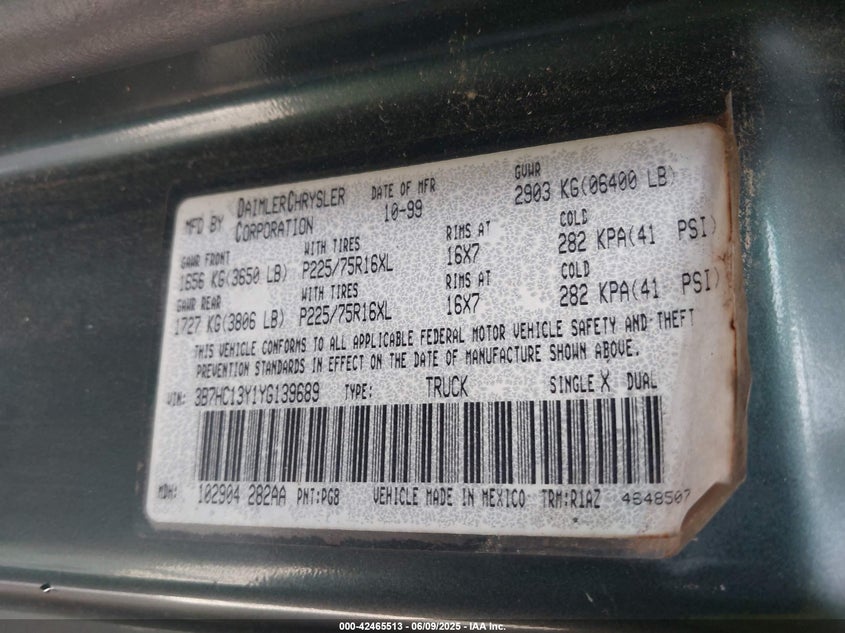 MFD BY DAIMLERCHRYSLER CORPORATION DATE OF MFR 10-99 GVWR 2903 KG(06400 LB)
GAWR FRONT WITH TIRES RIMS AT COLD
1656 KG(3650 LB) P225/75R16XL 16X7 282 KPA(41 PSI)
GAWR REAR WITH TIRES RIMS AT COLD
1727 KG(3806 LB) P225/75R16XL 16X7 282 KPA(41 PSI)
THIS VEHICLE CONFORMS TO ALL APPLICABLE FEDERAL MOTOR VEHICLE SAFETY AND THEFT
PREVENTION STANDARDS IN EFFECT ON THE DATE OF MANUFACTURE SHOWN ABOVE.
VIN: 3B7HC13Y1YG139689 TYPE: TRUCK SINGLE X DUAL
MDH: 102904 282AA PNT:PG8 VEHICLE MADE IN MEXICO TRM:R1AZ 4648507
000-42465513 - 06/09/2025 - IAA Inc.